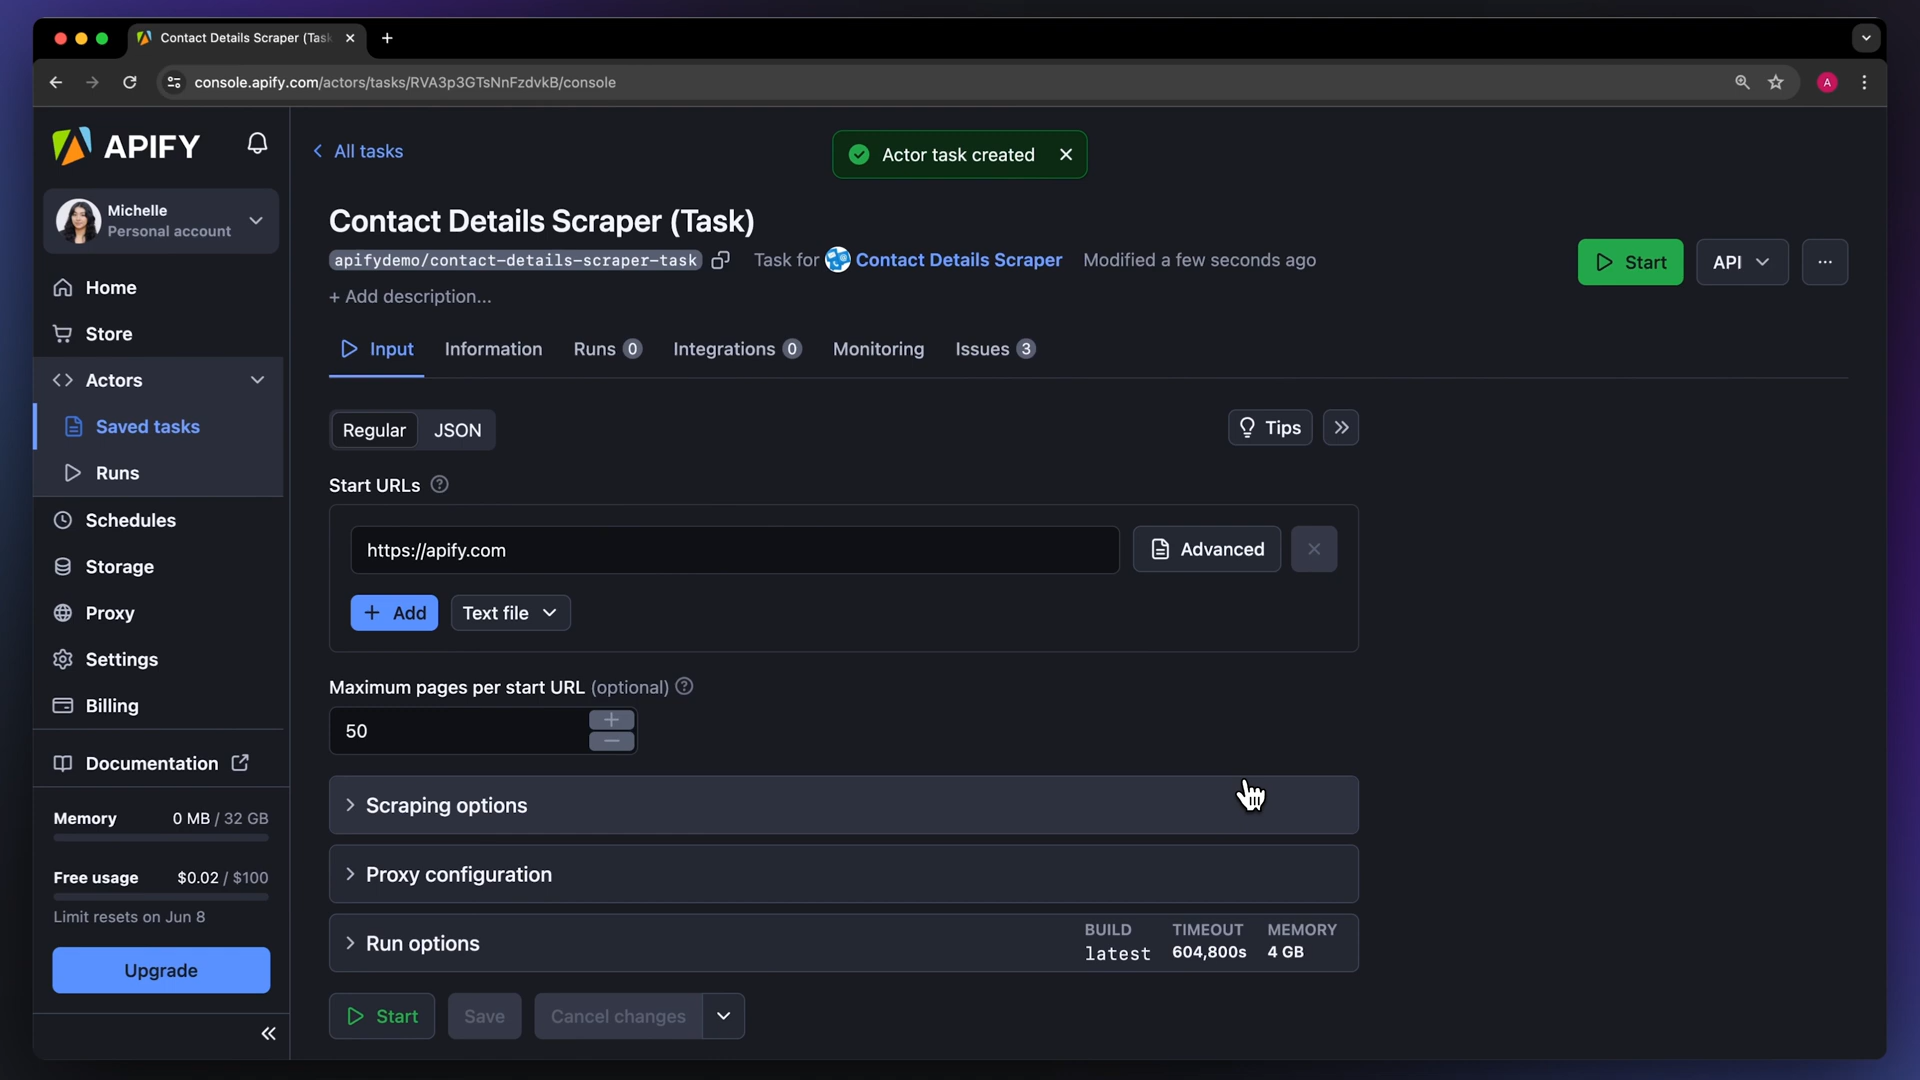 Contact Details Scraper (Tas
console.apify.com/actors/tasks/RVA3p3GTsNnFzdvkB/console
A
APIFY
Michelle
Personal account
Home
Store
Actors
Saved tasks
Runs
Schedules
Storage
Proxy
Settings
Billing
Documentation
Memory 0 MB / 32 GB
Free usage $0.02 / $100
Limit resets on Jun 8
Upgrade
All tasks
Actor task created
Contact Details Scraper (Task)
apifydemo/contact-details-scraper-task Task for Contact Details Scraper Modified a few seconds ago
+ Add description...
Start API ...
Input Information Runs 0 Integrations 0 Monitoring Issues 3
Regular JSON
Tips
Start URLs
https://apify.com
Advanced
+ Add Text file
Maximum pages per start URL (optional)
50
Scraping options
Proxy configuration
Run options
BUILD TIMEOUT MEMORY
latest 604,800s 4 GB
Start Save Cancel changes